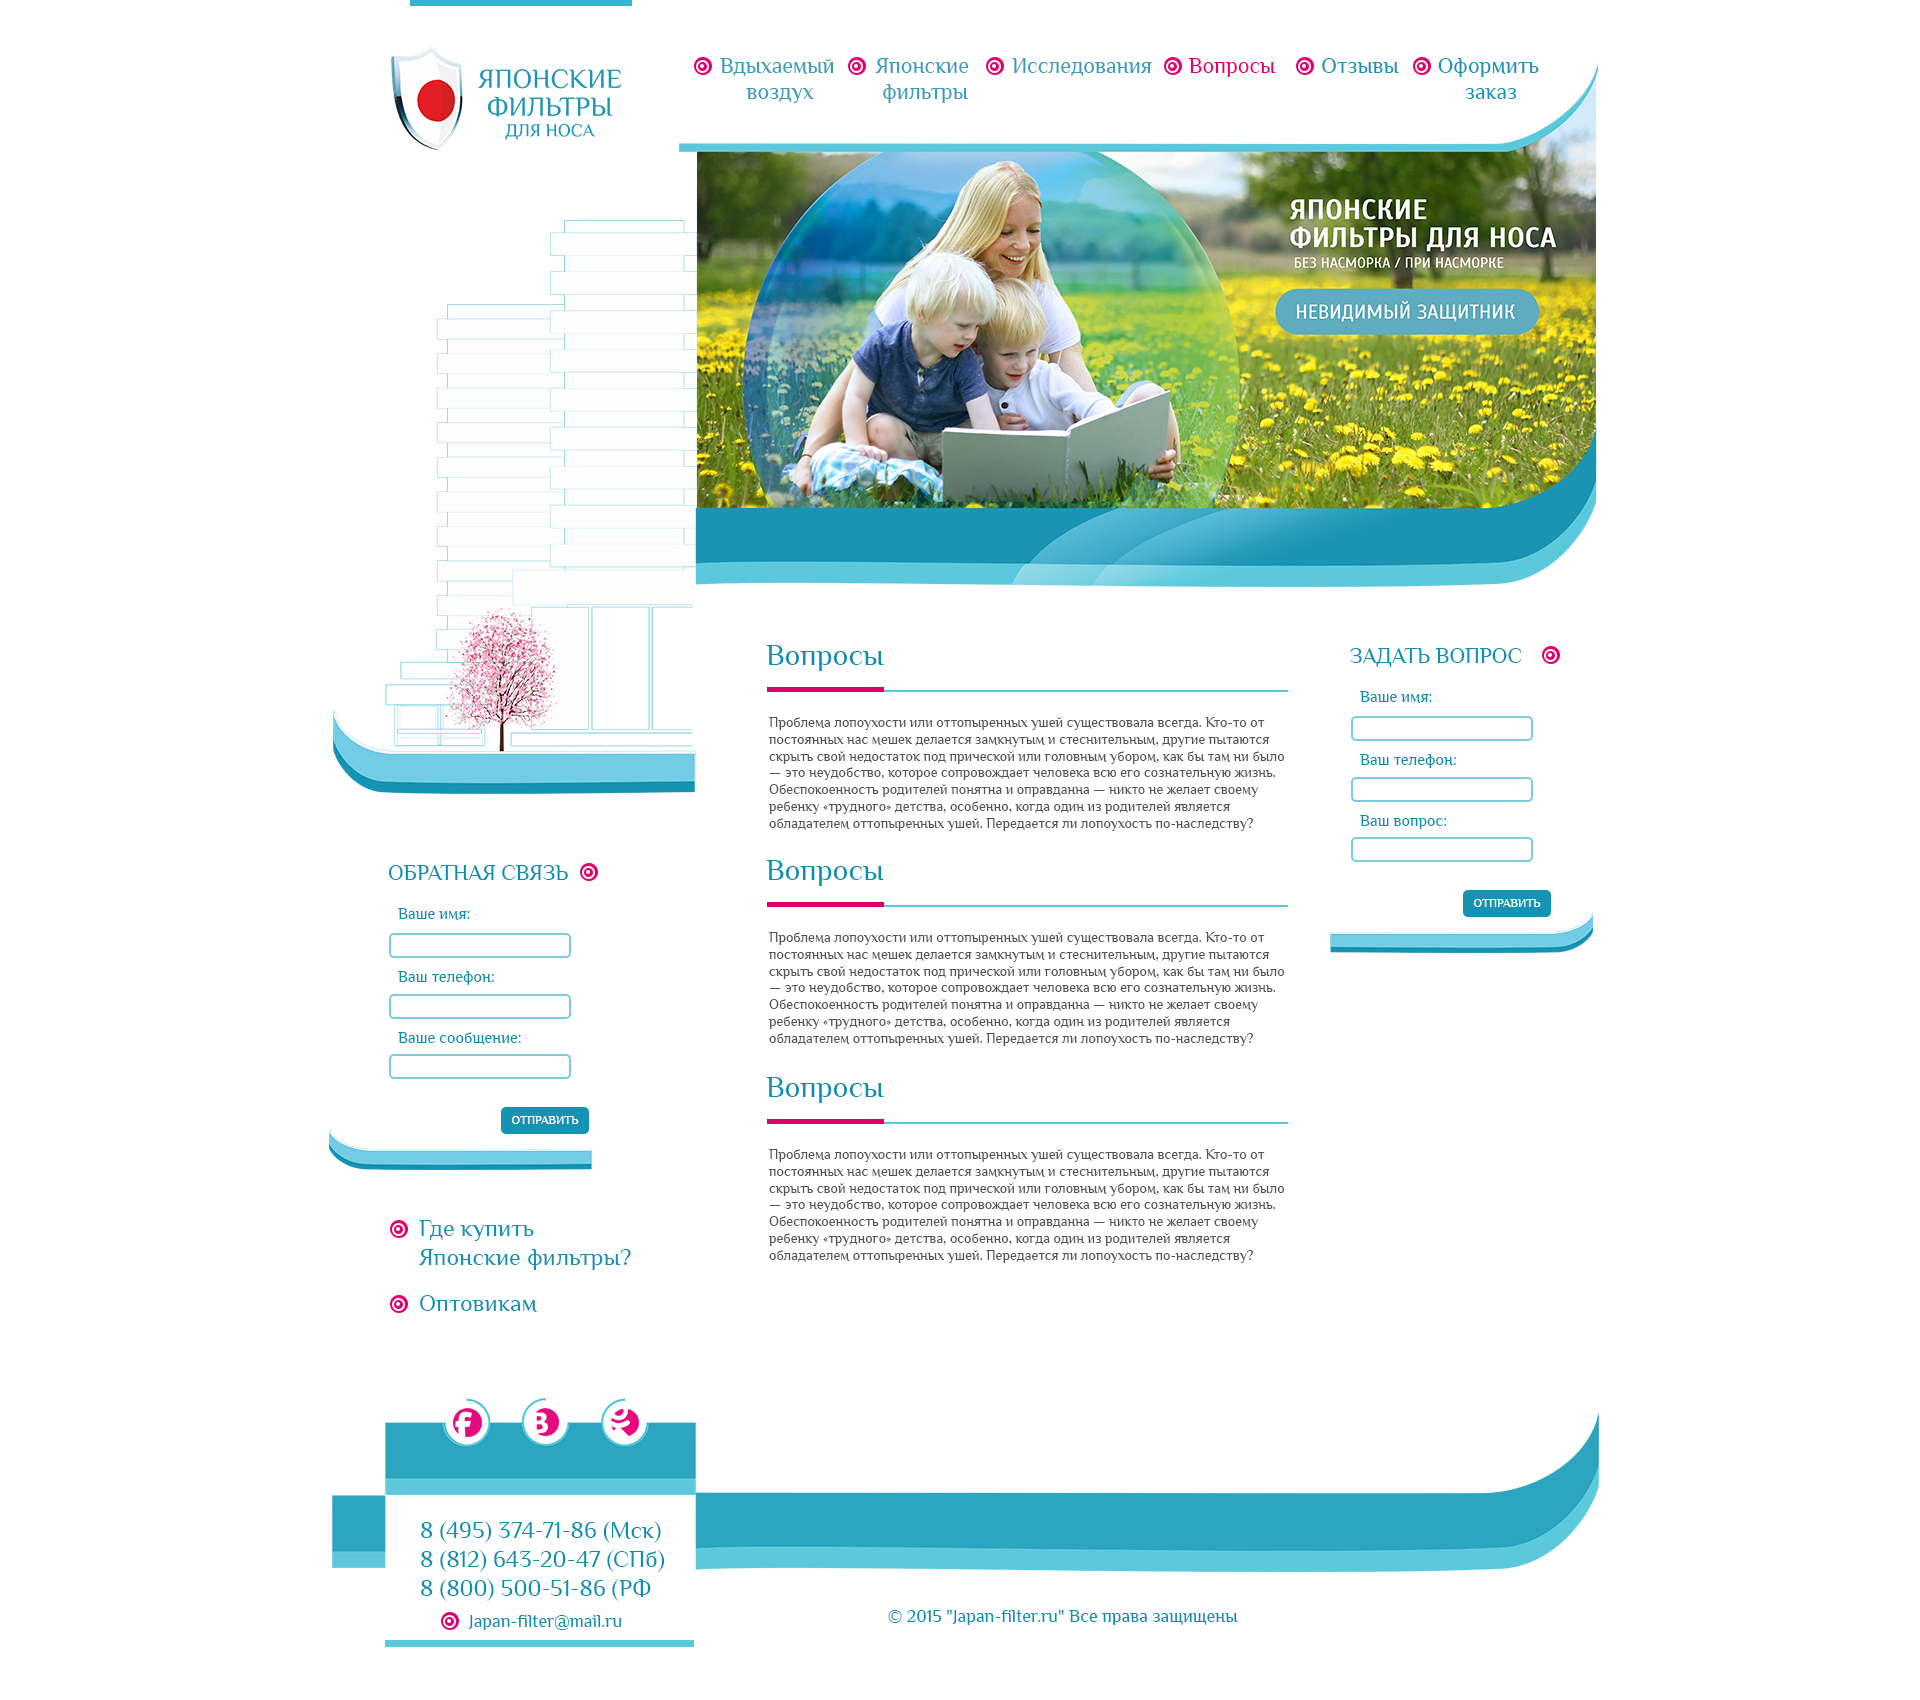 ЯПОНСКИЕ
ФИЛЬТРЫ
ДЛЯ НОСА
Вдыхаемый
воздух
Японские
фильтры
Исследования
Вопросы
Отзывы
Оформить
заказ
ЯПОНСКИЕ
ФИЛЬТРЫ ДЛЯ НОСА
БЕЗ НАСМОРКА / ПРИ НАСМОРКЕ
НЕВИДИМЫЙ ЗАЩИТНИК
Вопросы
Проблема лопоухости или оттопыренных ушей существовала всегда. Кто-то от
постоянных нас мешек делается замкнутым и стеснительным, другие пытаются
скрыть свой недостаток под прической или головным убором, как бы там ни было
— это неудобство, которое сопровождает человека всю его сознательную жизнь.
Обеспокоенность родителей понятна и оправданна — никто не желает своему
ребенку «трудного» детства, особенно, когда один из родителей является
обладателем оттопыренных ушей. Передается ли лопоухость по-наследству?
Вопросы
Проблема лопоухости или оттопыренных ушей существовала всегда. Кто-то от
постоянных нас мешек делается замкнутым и стеснительным, другие пытаются
скрыть свой недостаток под прической или головным убором, как бы там ни было
— это неудобство, которое сопровождает человека всю его сознательную жизнь.
Обеспокоенность родителей понятна и оправданна — никто не желает своему
ребенку «трудного» детства, особенно, когда один из родителей является
обладателем оттопыренных ушей. Передается ли лопоухость по-наследству?
Вопросы
Проблема лопоухости или оттопыренных ушей существовала всегда. Кто-то от
постоянных нас мешек делается замкнутым и стеснительным, другие пытаются
скрыть свой недостаток под прической или головным убором, как бы там ни было
— это неудобство, которое сопровождает человека всю его сознательную жизнь.
Обеспокоенность родителей понятна и оправданна — никто не желает своему
ребенку «трудного» детства, особенно, когда один из родителей является
обладателем оттопыренных ушей. Передается ли лопоухость по-наследству?
ЗАДАТЬ ВОПРОС
Ваше имя:
Ваш телефон:
Ваш вопрос:
ОТПРАВИТЬ
ОБРАТНАЯ СВЯЗЬ
Ваше имя:
Ваш телефон:
Ваше сообщение:
ОТПРАВИТЬ
Где купить
Японские фильтры?
Оптовикам
f
В
8 (495) 374-71-86 (Мск)
8 (812) 643-20-47 (СПб)
8 (800) 500-51-86 (РФ
Japan-filter@mail.ru
© 2015 "Japan-filter.ru" Все права защищены